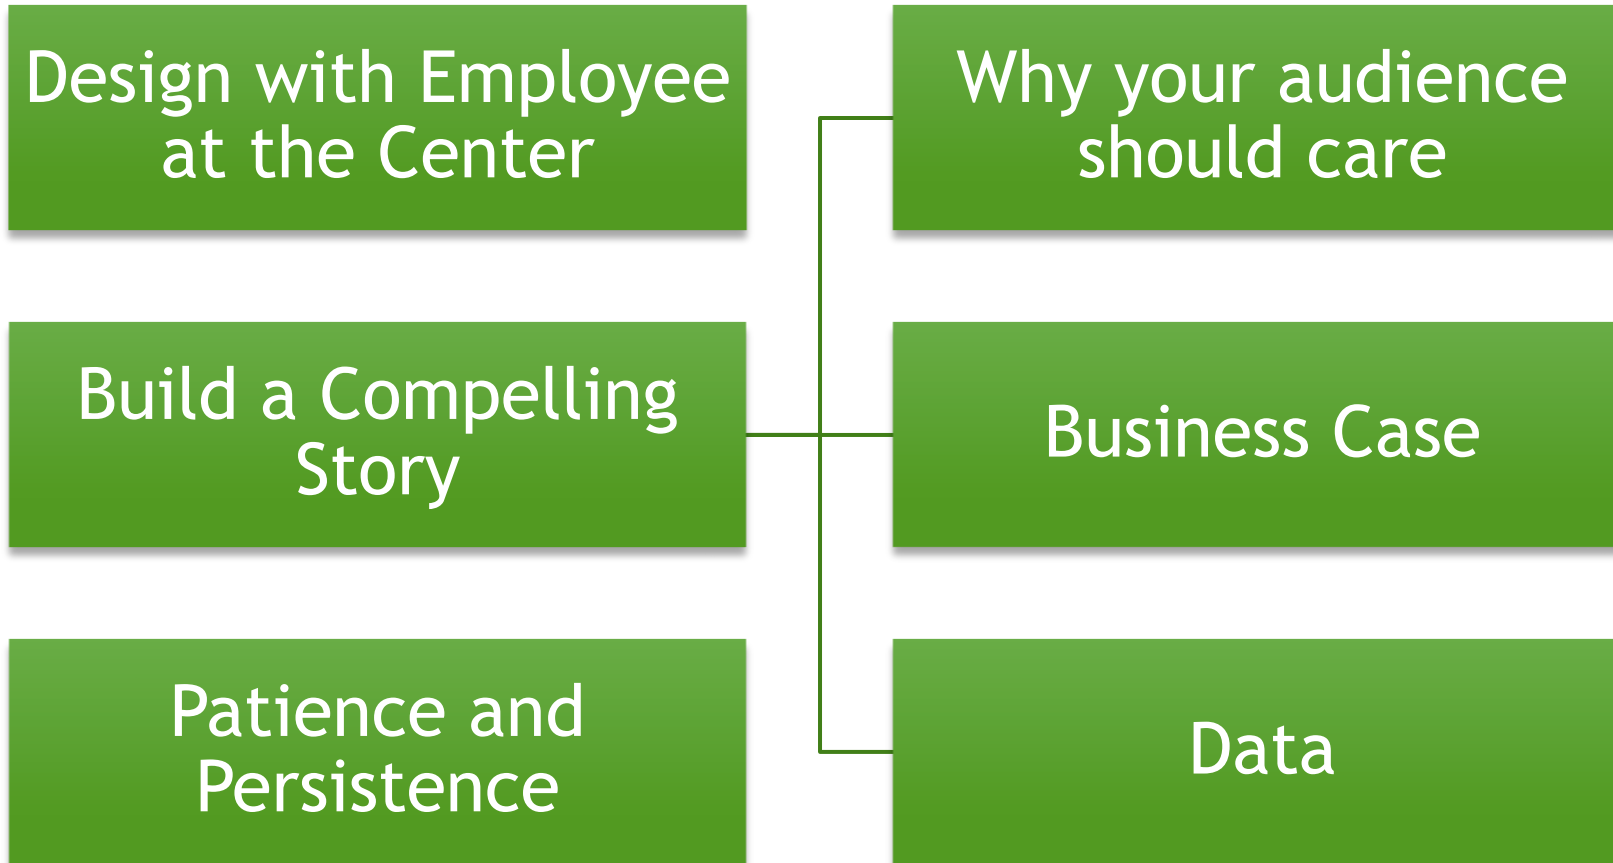 Design with Employee
at the Center
Why your audience
should care
Build a Compelling
Story
Business Case
Patience and
Persistence
Data